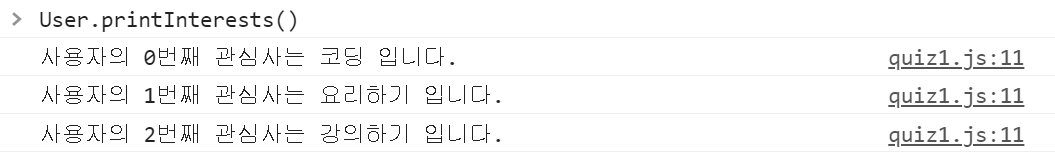 > User.printInterests()
사용자의 0번째 관심사는 코딩 입니다. quiz1.js:11
사용자의 1번째 관심사는 요리하기 입니다. quiz1.js:11
사용자의 2번째 관심사는 강의하기 입니다. quiz1.js:11